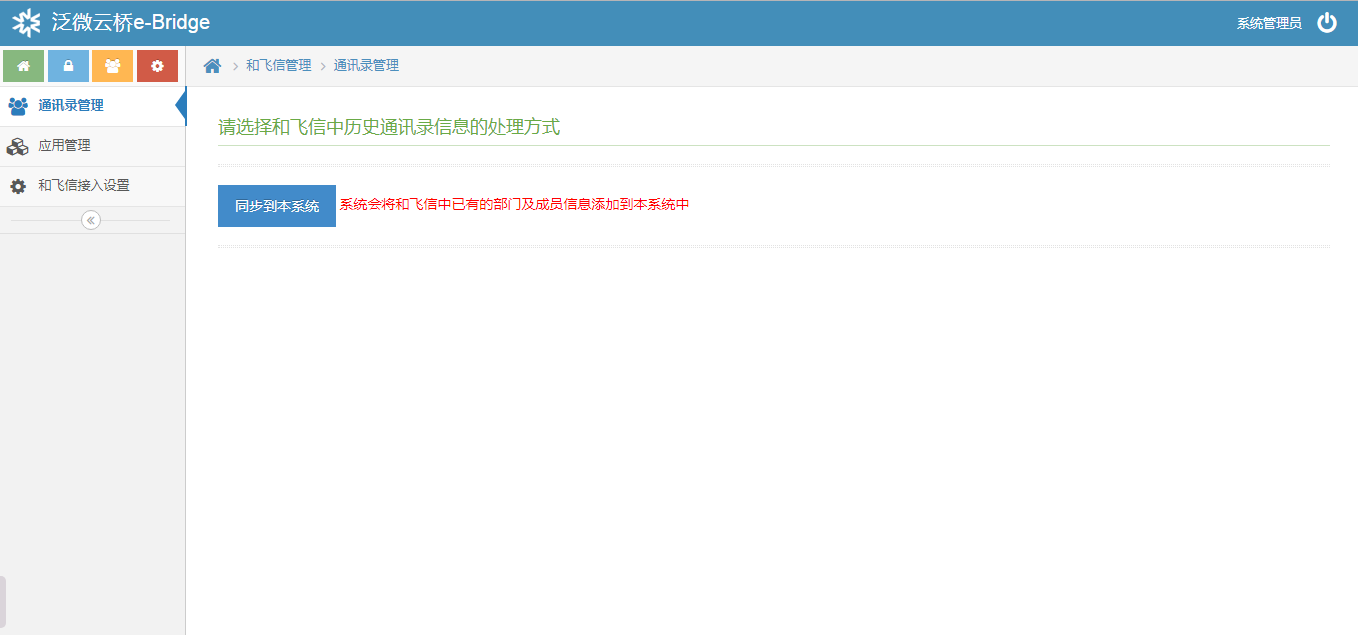 泛微云桥e-Bridge
系统管理员
和飞信管理
通讯录管理
通讯录管理
应用管理
和飞信接入设置
请选择和飞信中历史通讯录信息的处理方式
同步到本系统 系统会将和飞信中已有的部门及成员信息添加到本系统中